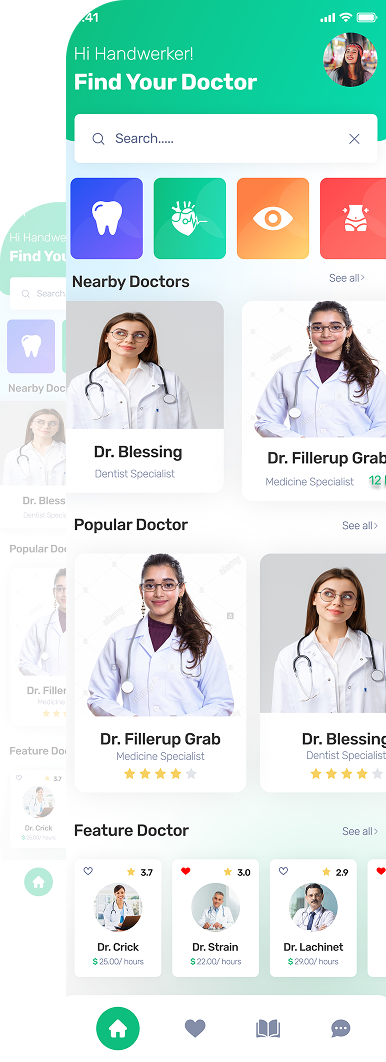 :41
Hi Handwerker!
Find Your Doctor
Search.....
Nearby Doctors
See all
Dr. Blessing
Dentist Specialist
Dr. Fillerup Grab
Medicine Specialist
12
Popular Doctor
See all
Dr. Fillerup Grab
Medicine Specialist
Dr. Blessing
Dentist Specialist
Feature Doctor
See all
3.7
Dr. Crick
$ 25.00/ hours
3.0
Dr. Strain
$ 22.00/ hours
2.9
Dr. Lachinet
$ 29.00/ hours
Hi Handwe
Find You
Search
Nearby Doc
Dr. Bless
Dentist Spec
Popular Do
Dr. Filler
Medicine
Feature Do
3.7
Dr. Crick
$ 25.00/ hours